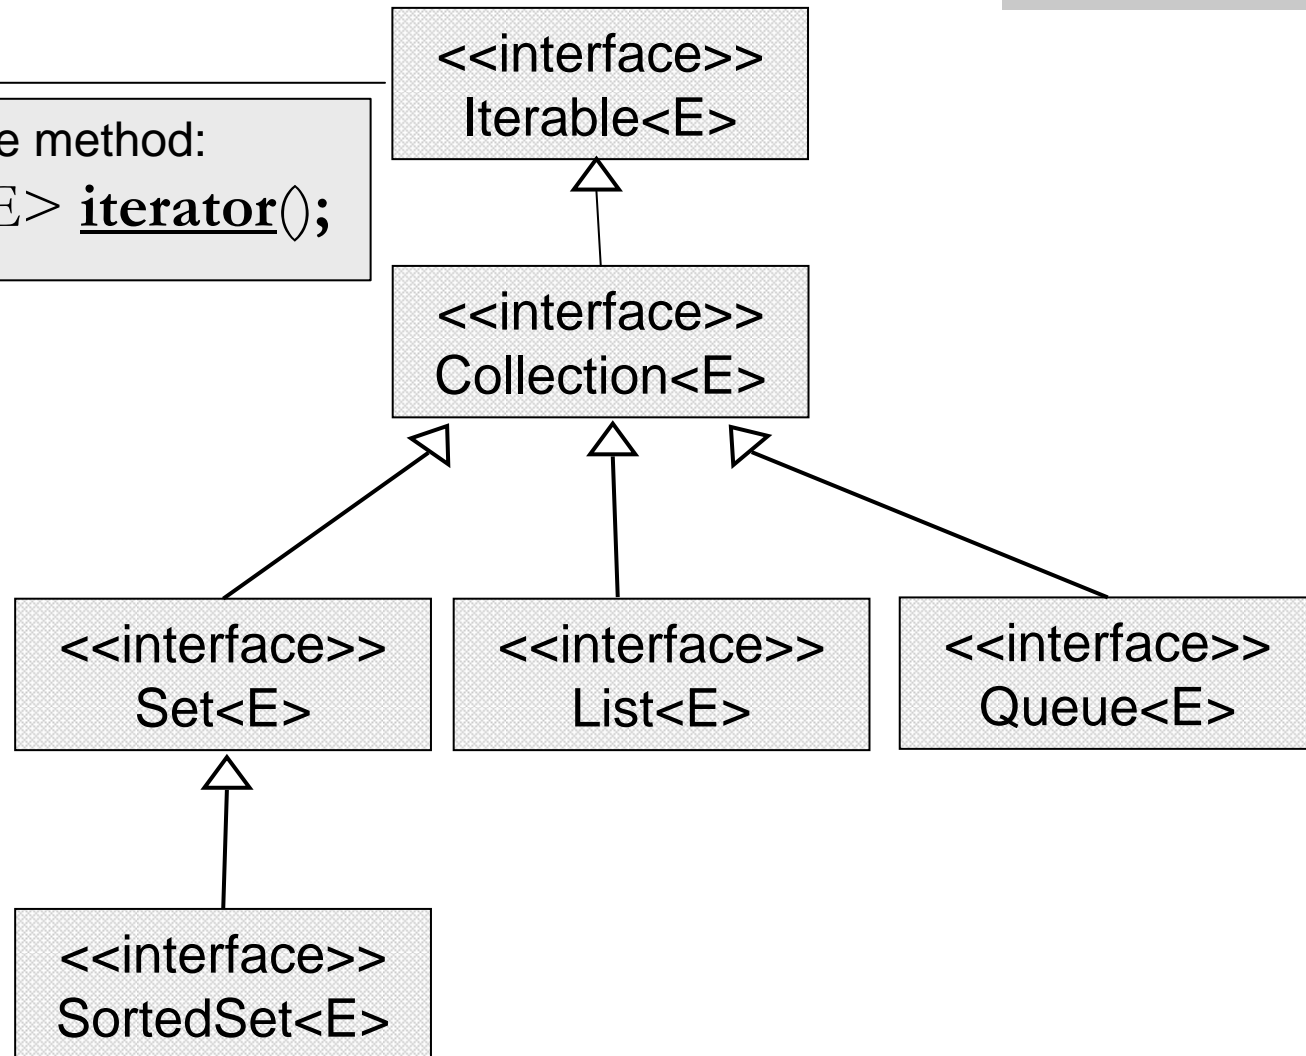 <<interface>>
Iterable<E>
e method:
E> iterator();
<<interface>>
Collection<E>
<<interface>>
Set<E>
<<interface>>
List<E>
<<interface>>
Queue<E>
<<interface>>
SortedSet<E>